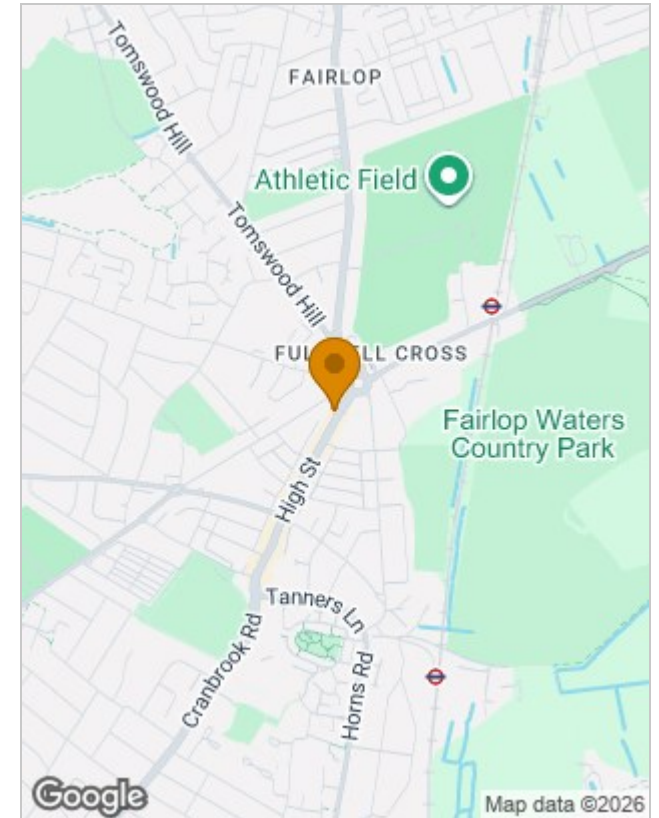 Tomswood Hill
FAIRLOP
Athletic Field
Tomswood Hill
CROSS
Fairlop Waters
Country Park
High St
Tanners Ln
Cranbrook Rd
Horns Rd
Google
Map data ©2026